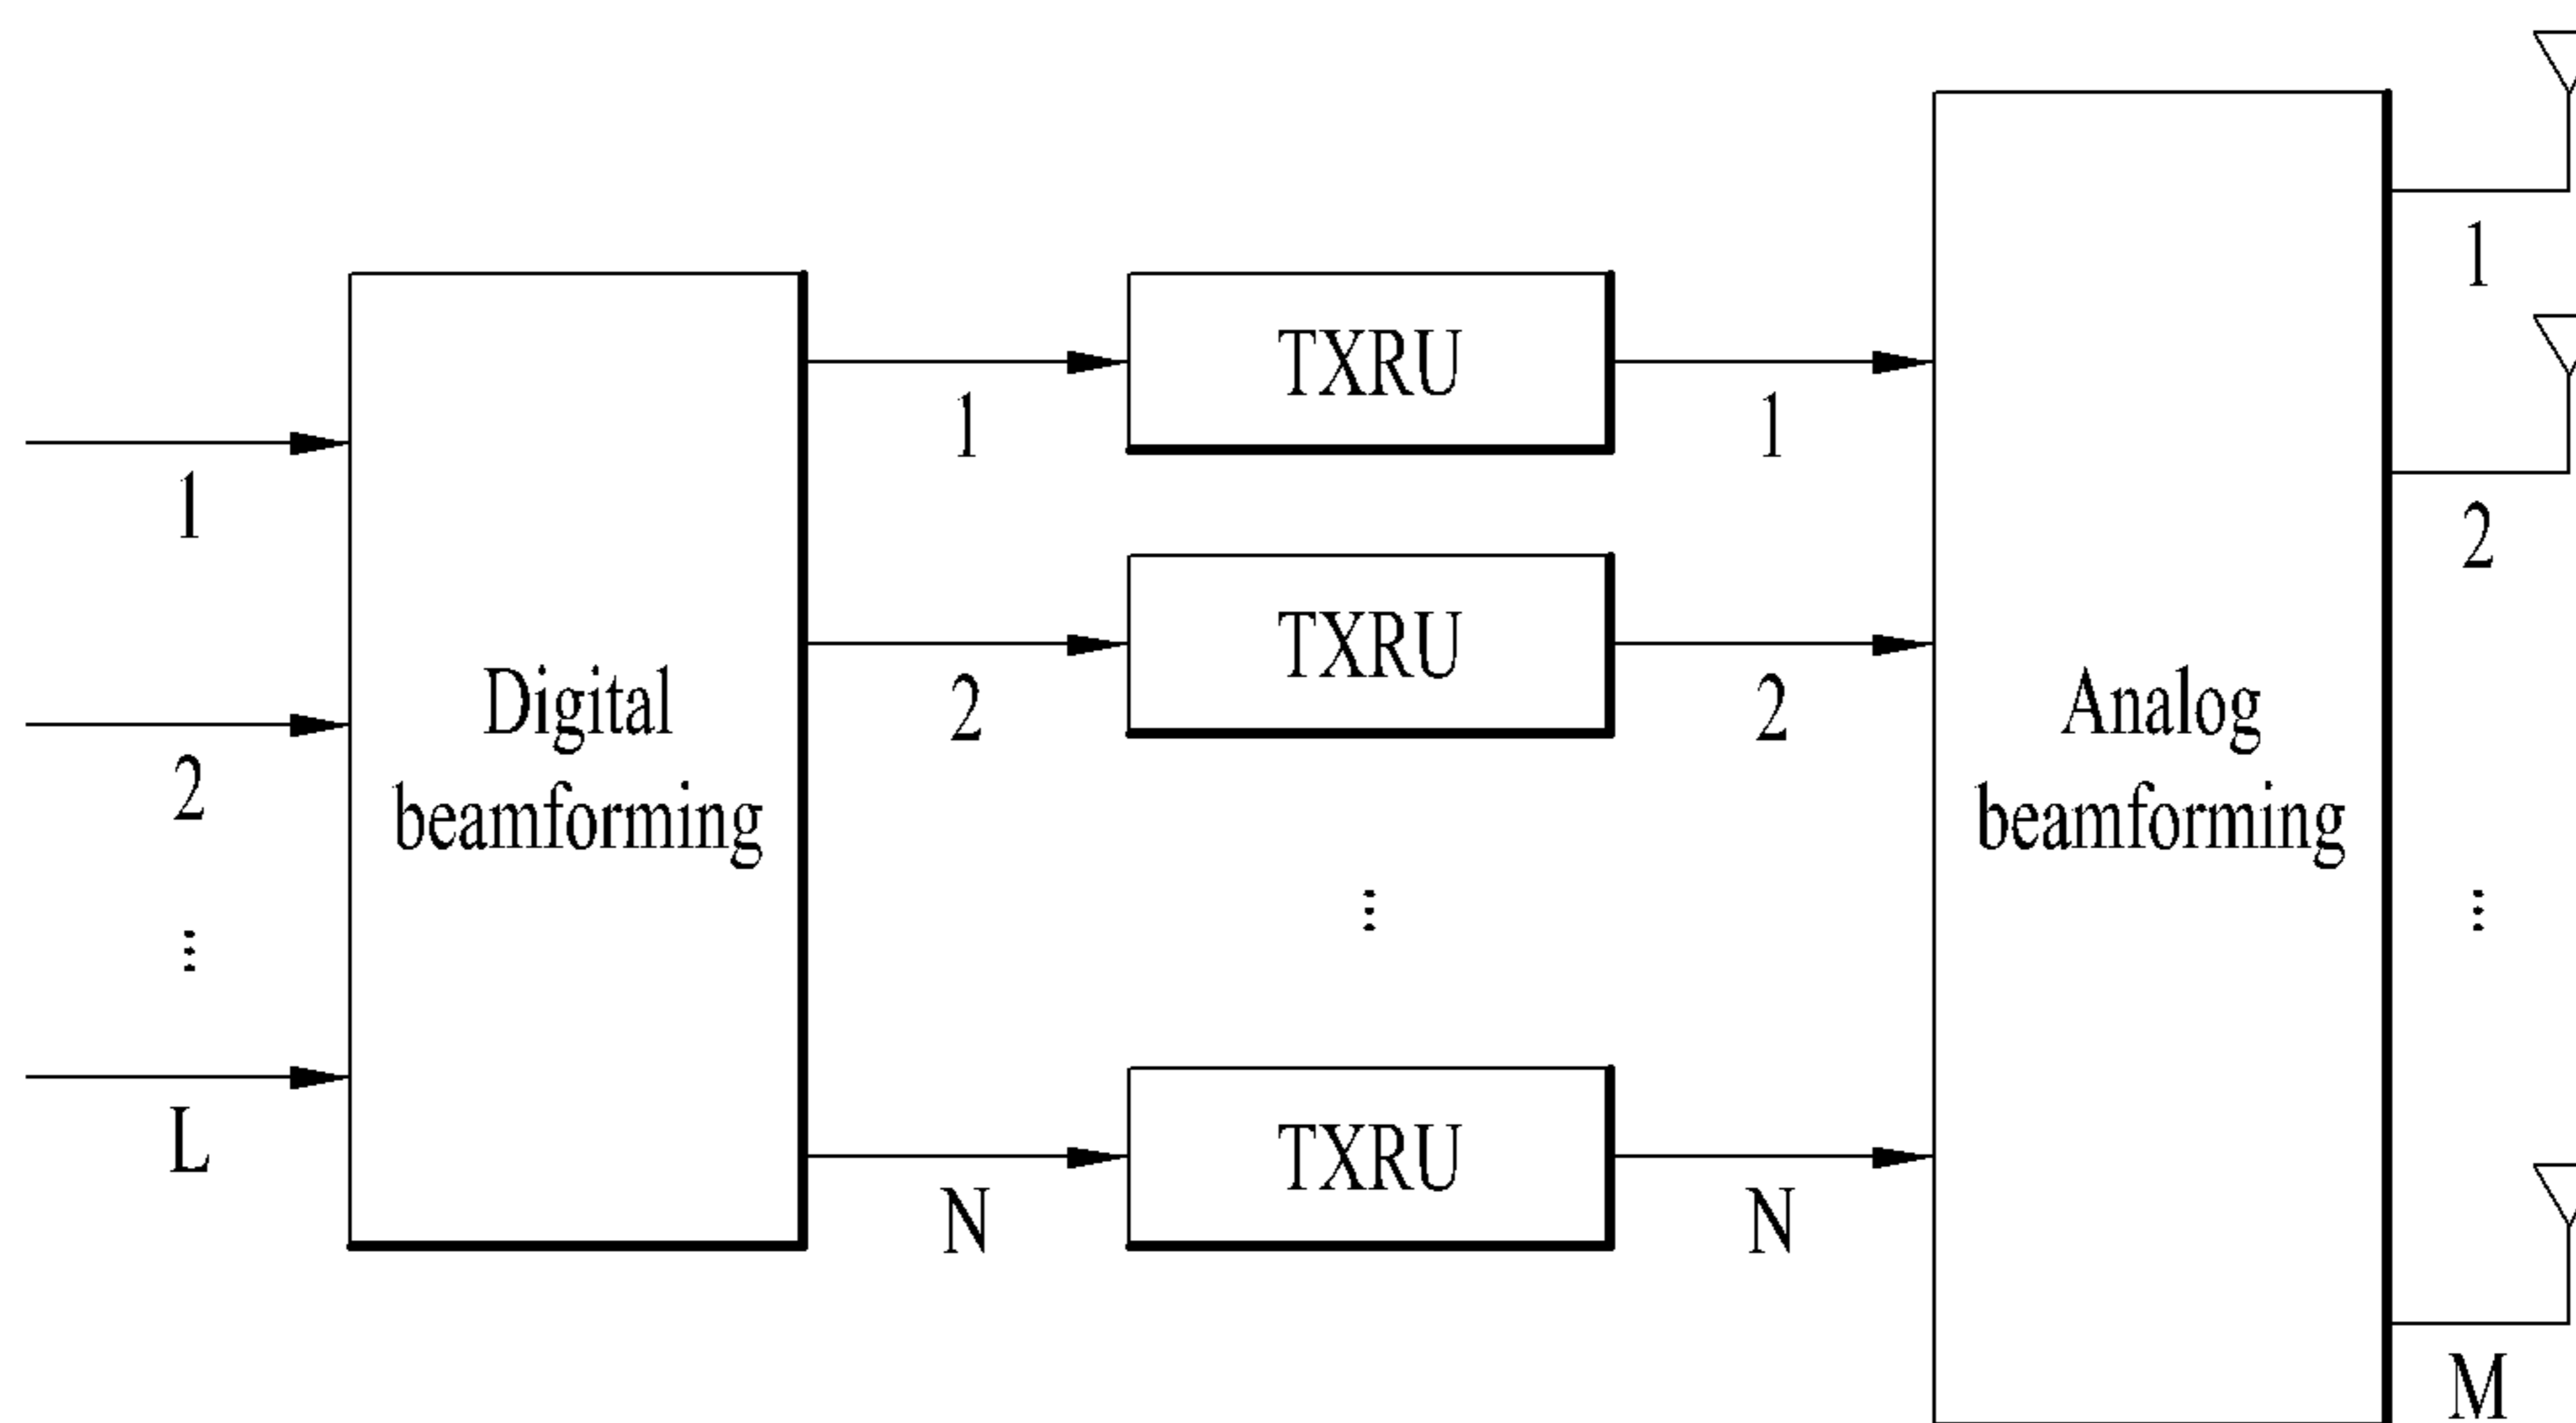 1
2
⋮
L
Digital
beamforming
1
2
N
TXRU
TXRU
⋮
TXRU
1
2
N
Analog
beamforming
1
2
⋮
M